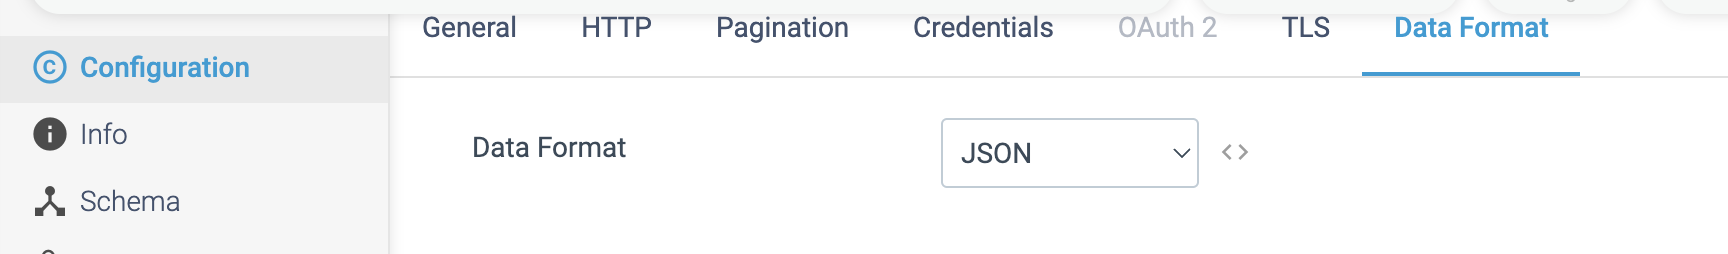 General HTTP Pagination Credentials OAuth 2 TLS Data Format
Configuration
Info
Schema
Data Format JSON